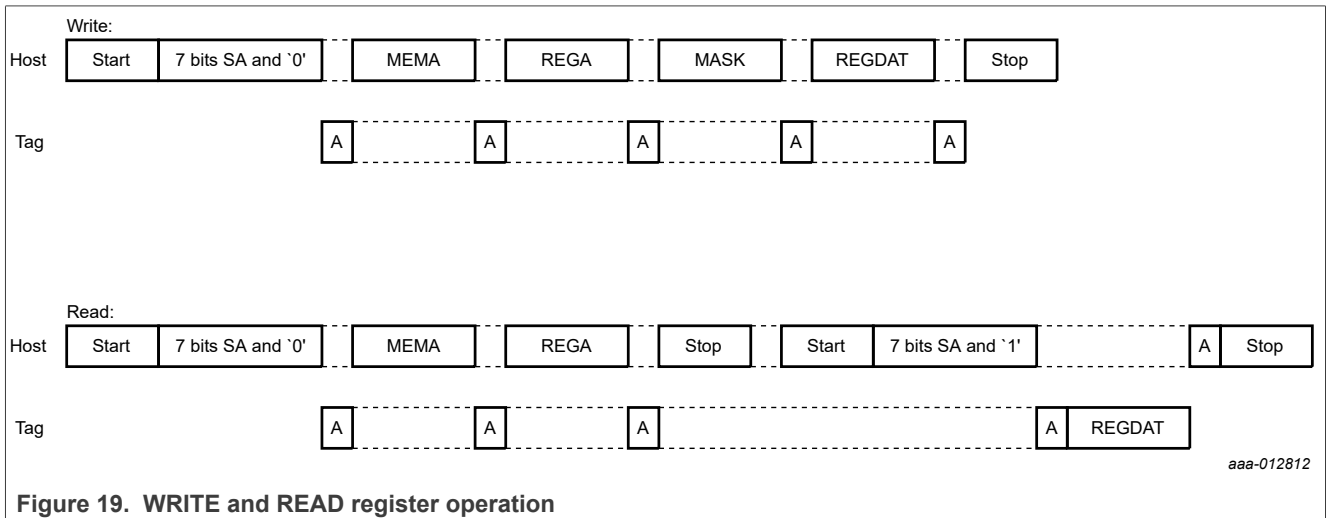 Write:
Host Start 7 bits SA and `0' MEMA REGA MASK REGDAT Stop
Tag A A A A A
Read:
Host Start 7 bits SA and `0' MEMA REGA Stop Start 7 bits SA and `1' A Stop
Tag A A A A REGDAT
aaa-012812
Figure 19. WRITE and READ register operation